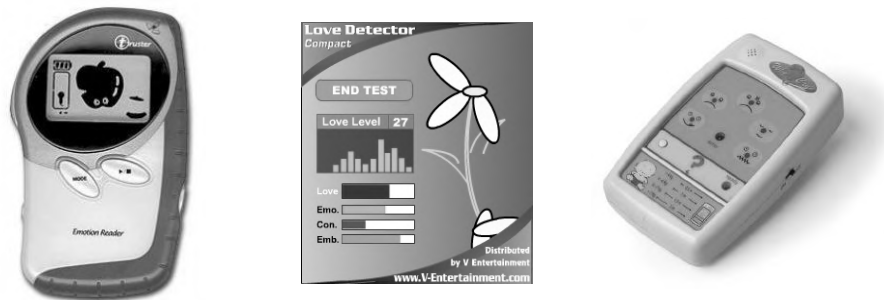 truster
MODE
Emotion Reader
Love Detector
Compact
END TEST
Love Level 27
Love
Emo.
Con.
Emb.
Distributed
by V Entertainment
www.V-Entertainment.com
?